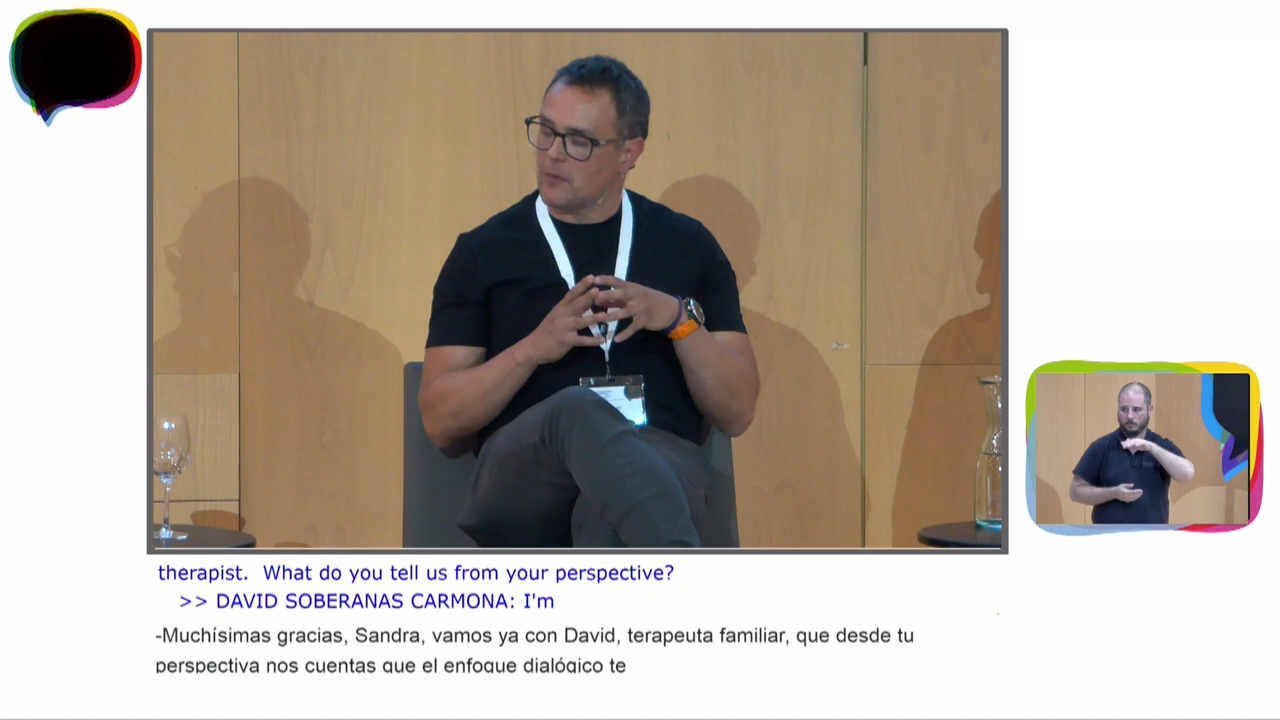 therapist.  What do you tell us from your perspective?
>> DAVID SOBERANAS CARMONA: I'm
-Muchísimas gracias, Sandra, vamos ya con David, terapeuta familiar, que desde tu
perspectiva nos cuentas que el enfoque dialógico te